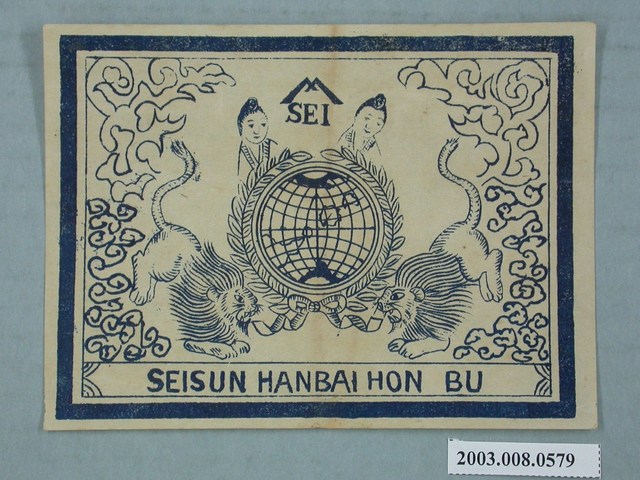 SEI
SEISUN HANBAI HON BU
2003.008.0579